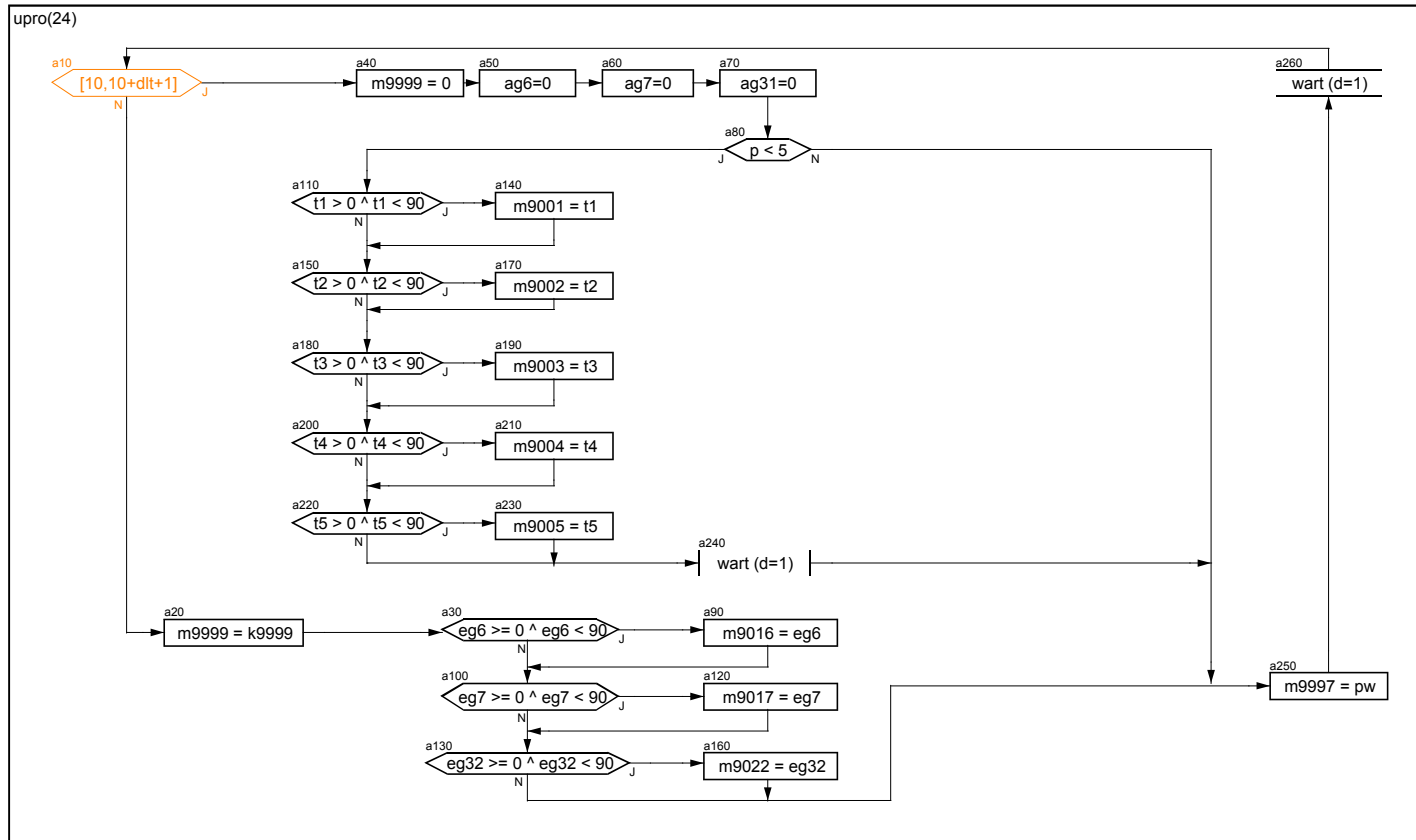 upro(24)
a10
[10,10+dlt+1]
J
N
a40
m9999 = 0
a50
ag6=0
a60
ag7=0
a70
ag31=0
a260
wart (d=1)
a80
p < 5
J
N
a110
t1 > 0 ^ t1 < 90
J
N
a140
m9001 = t1
a150
t2 > 0 ^ t2 < 90
J
N
a170
m9002 = t2
a180
t3 > 0 ^ t3 < 90
J
N
a190
m9003 = t3
a200
t4 > 0 ^ t4 < 90
J
N
a210
m9004 = t4
a220
t5 > 0 ^ t5 < 90
J
N
a230
m9005 = t5
a240
wart (d=1)
a20
m9999 = k9999
a30
eg6 >= 0 ^ eg6 < 90
J
N
a90
m9016 = eg6
a100
eg7 >= 0 ^ eg7 < 90
J
N
a120
m9017 = eg7
a250
m9997 = pw
a130
eg32 >= 0 ^ eg32 < 90
J
N
a160
m9022 = eg32